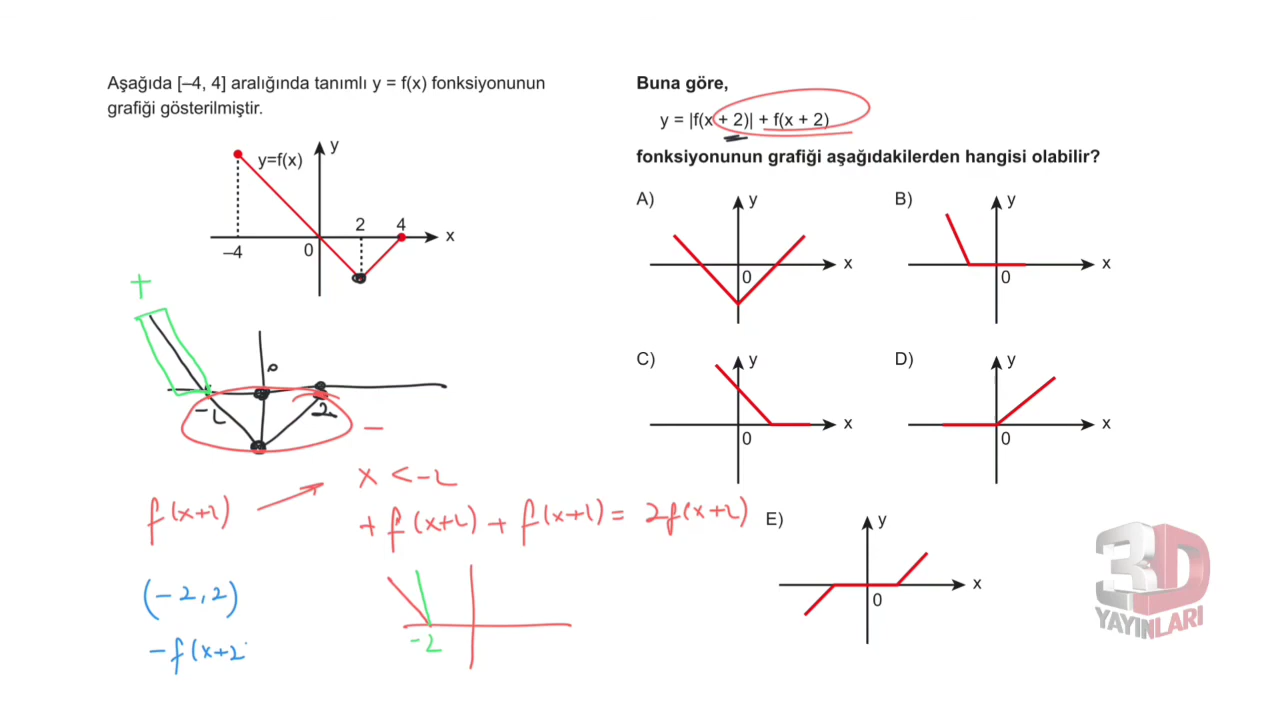 Aşağıda [–4, 4] aralığında tanımlı y = f(x) fonksiyonunun
grafiği gösterilmiştir.
y
y=f(x)
2
4
x
–4
0
+
0
-2
2
-
f(x+2)
x < -2
+ f(x+2) + f(x+2) = 2f(x+2)
(-2, 2)
-f(x+2
-2
Buna göre,
y = |f(x + 2)| + f(x + 2)
fonksiyonunun grafiği aşağıdakilerden hangisi olabilir?
A)
y
x
0
B)
y
x
0
C)
y
x
0
D)
y
x
0
E)
y
x
0
3D
YAYINLARI